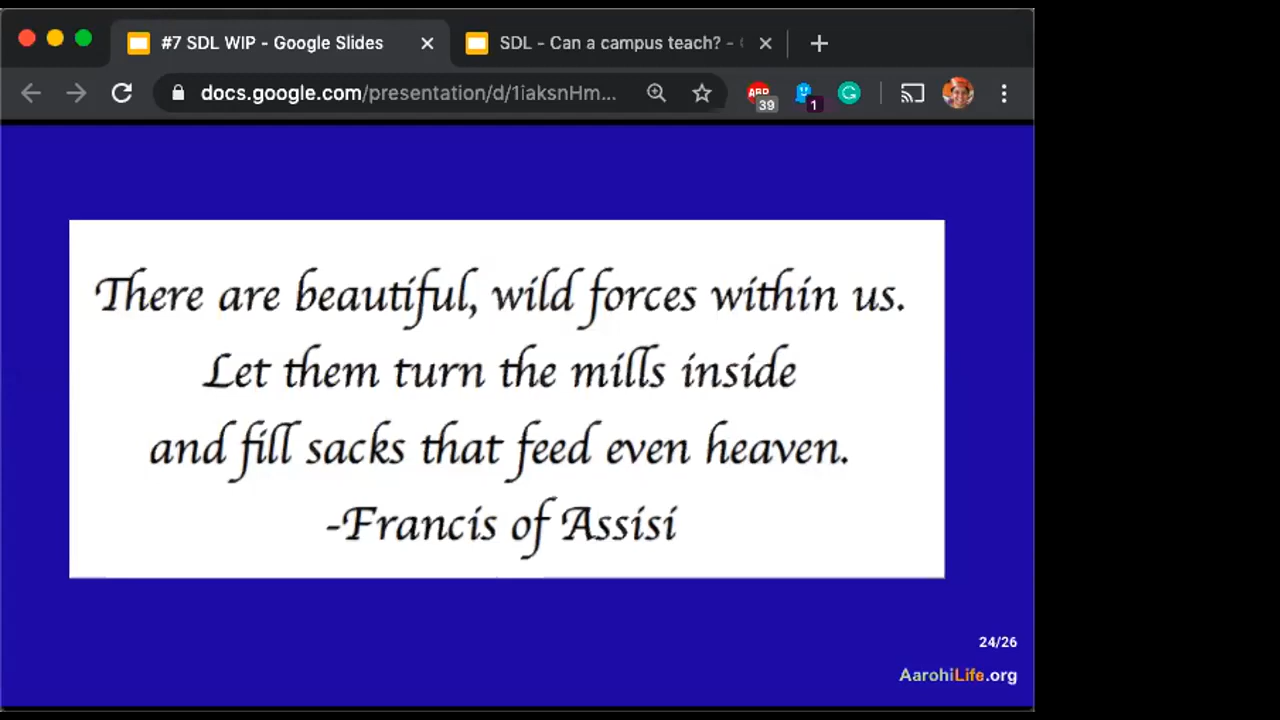 #7 SDL WIP - Google Slides
SDL - Can a campus teach? -
docs.google.com/presentation/d/1iaksnHm...
ABP
39
1
There are beautiful, wild forces within us.
Let them turn the mills inside
and fill sacks that feed even heaven.
-Francis of Assisi
24/26
AarohiLife.org